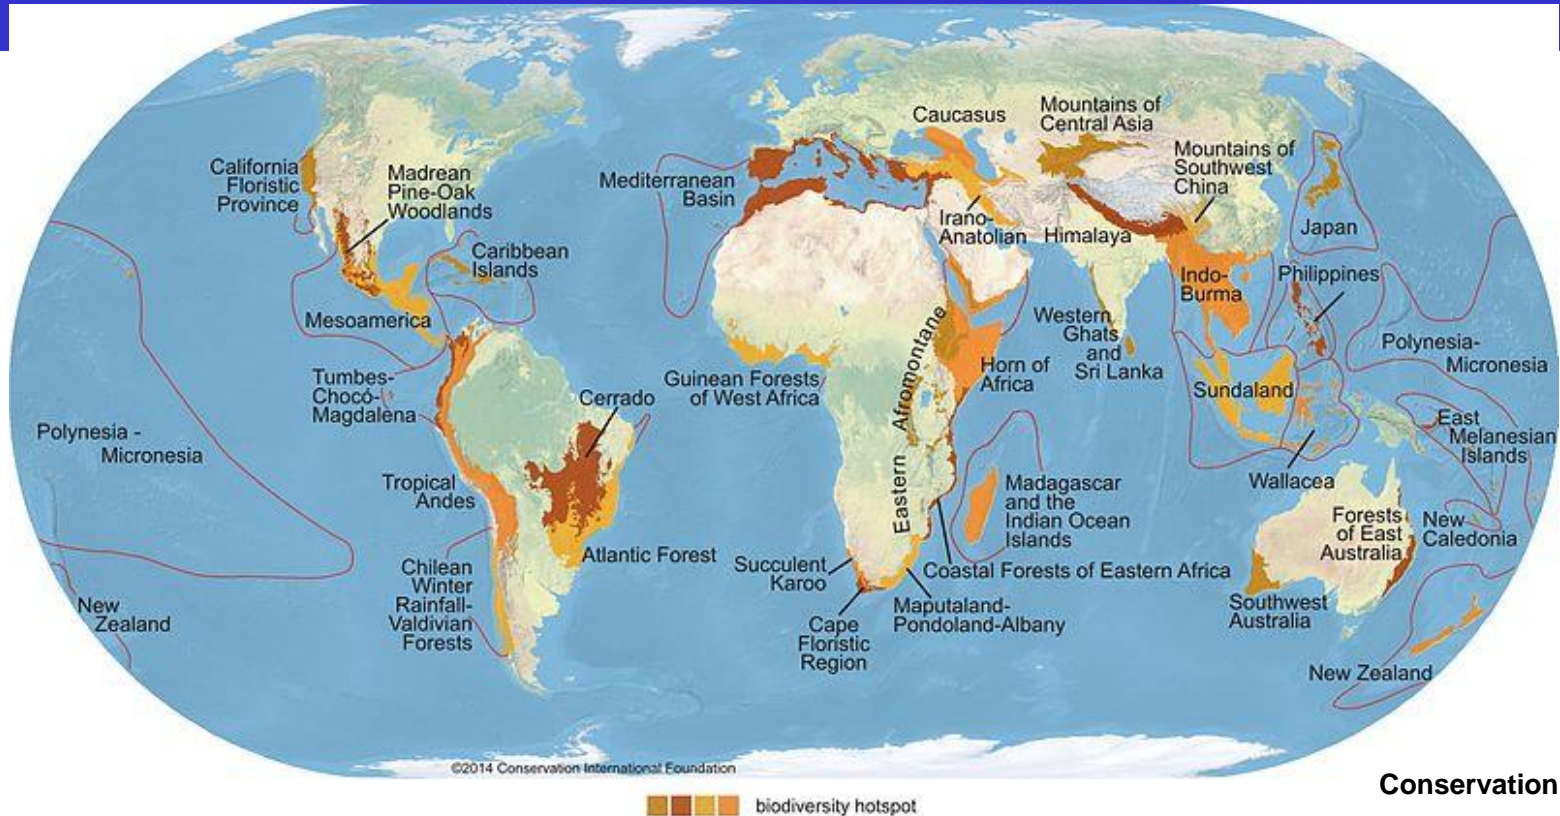 Caucasus
Mountains of
Central Asia
Mountains of
Southwest
China
California
Floristic
Province
Madrean
Pine-Oak
Woodlands
Mediterranean
Basin
Irano-
Anatolian
Himalaya
Japan
Caribbean
Islands
Indo-
Burma
Philippines
Mesoamerica
Western
Ghats
and
Sri Lanka
Polynesia-
Micronesia
Tumbes-
Chocó-
Magdalena
Cerrado
Guinean Forests
of West Africa
Eastern Afromontane
Horn of
Africa
Sundaland
Polynesia -
Micronesia
East
Melanesian
Islands
Tropical
Andes
Madagascar
and the
Indian Ocean
Islands
Wallacea
Forests
of East
Australia
New
Caledonia
Atlantic Forest
Chilean
Winter
Rainfall-
Valdivian
Forests
Succulent
Karoo
Coastal Forests of Eastern Africa
New
Zealand
Maputaland-
Pondoland-Albany
Cape
Floristic
Region
Southwest
Australia
New Zealand
©2014 Conservation International Foundation
Conservation
biodiversity hotspot